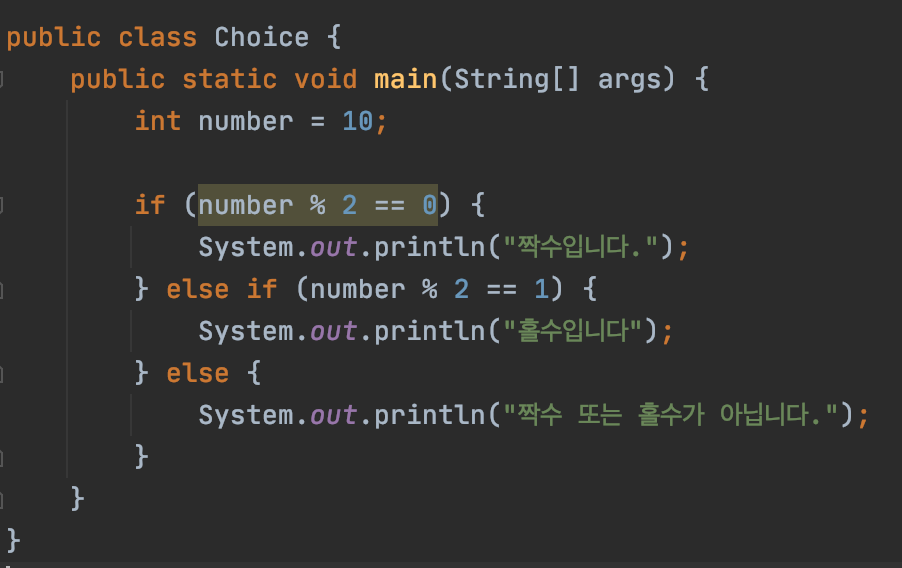 public class Choice {
    public static void main(String[] args) {
        int number = 10;

        if (number % 2 == 0) {
            System.out.println("짝수입니다.");
        } else if (number % 2 == 1) {
            System.out.println("홀수입니다");
        } else {
            System.out.println("짝수 또는 홀수가 아닙니다.");
        }
    }
}